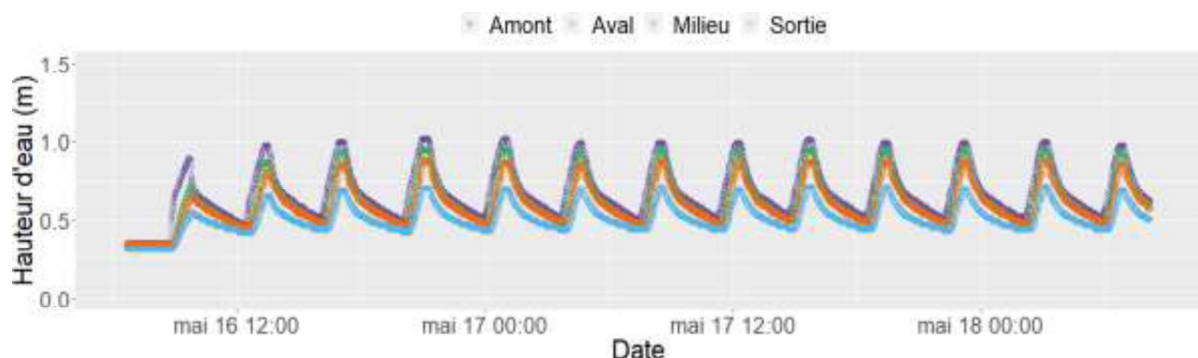 Amont Aval Milieu Sortie
1.5
1.0
0.5
0.0
Hauteur d'eau (m)
mai 16 12:00 mai 17 00:00 mai 17 12:00 mai 18 00:00
Date